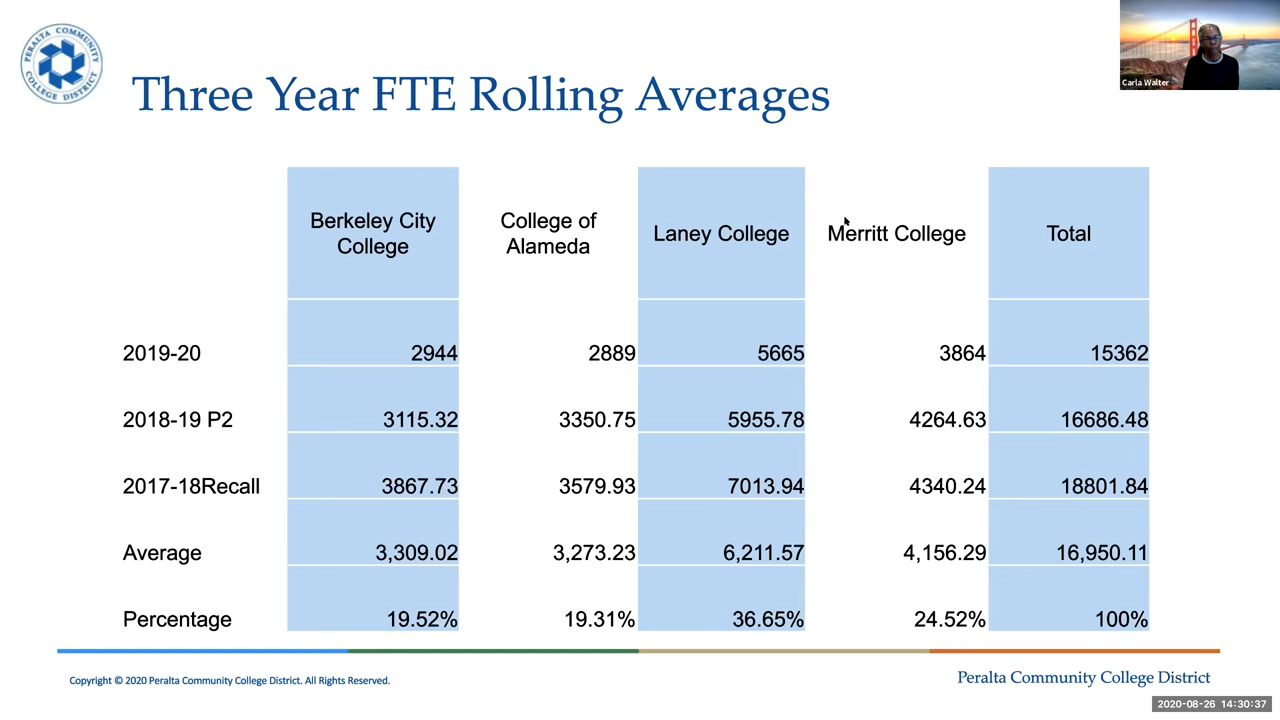 PERALTA COMMUNITY
COLLEGE DISTRICT
Carla Walter
Three Year FTE Rolling Averages
Berkeley City
College
College of
Alameda
Laney College
Merritt College
Total
2019-20 2944 2889 5665 3864 15362
2018-19 P2 3115.32 3350.75 5955.78 4264.63 16686.48
2017-18Recall 3867.73 3579.93 7013.94 4340.24 18801.84
Average 3,309.02 3,273.23 6,211.57 4,156.29 16,950.11
Percentage 19.52% 19.31% 36.65% 24.52% 100%
Copyright © 2020 Peralta Community College District. All Rights Reserved.
Peralta Community College District
2020-08-26 14:30:37